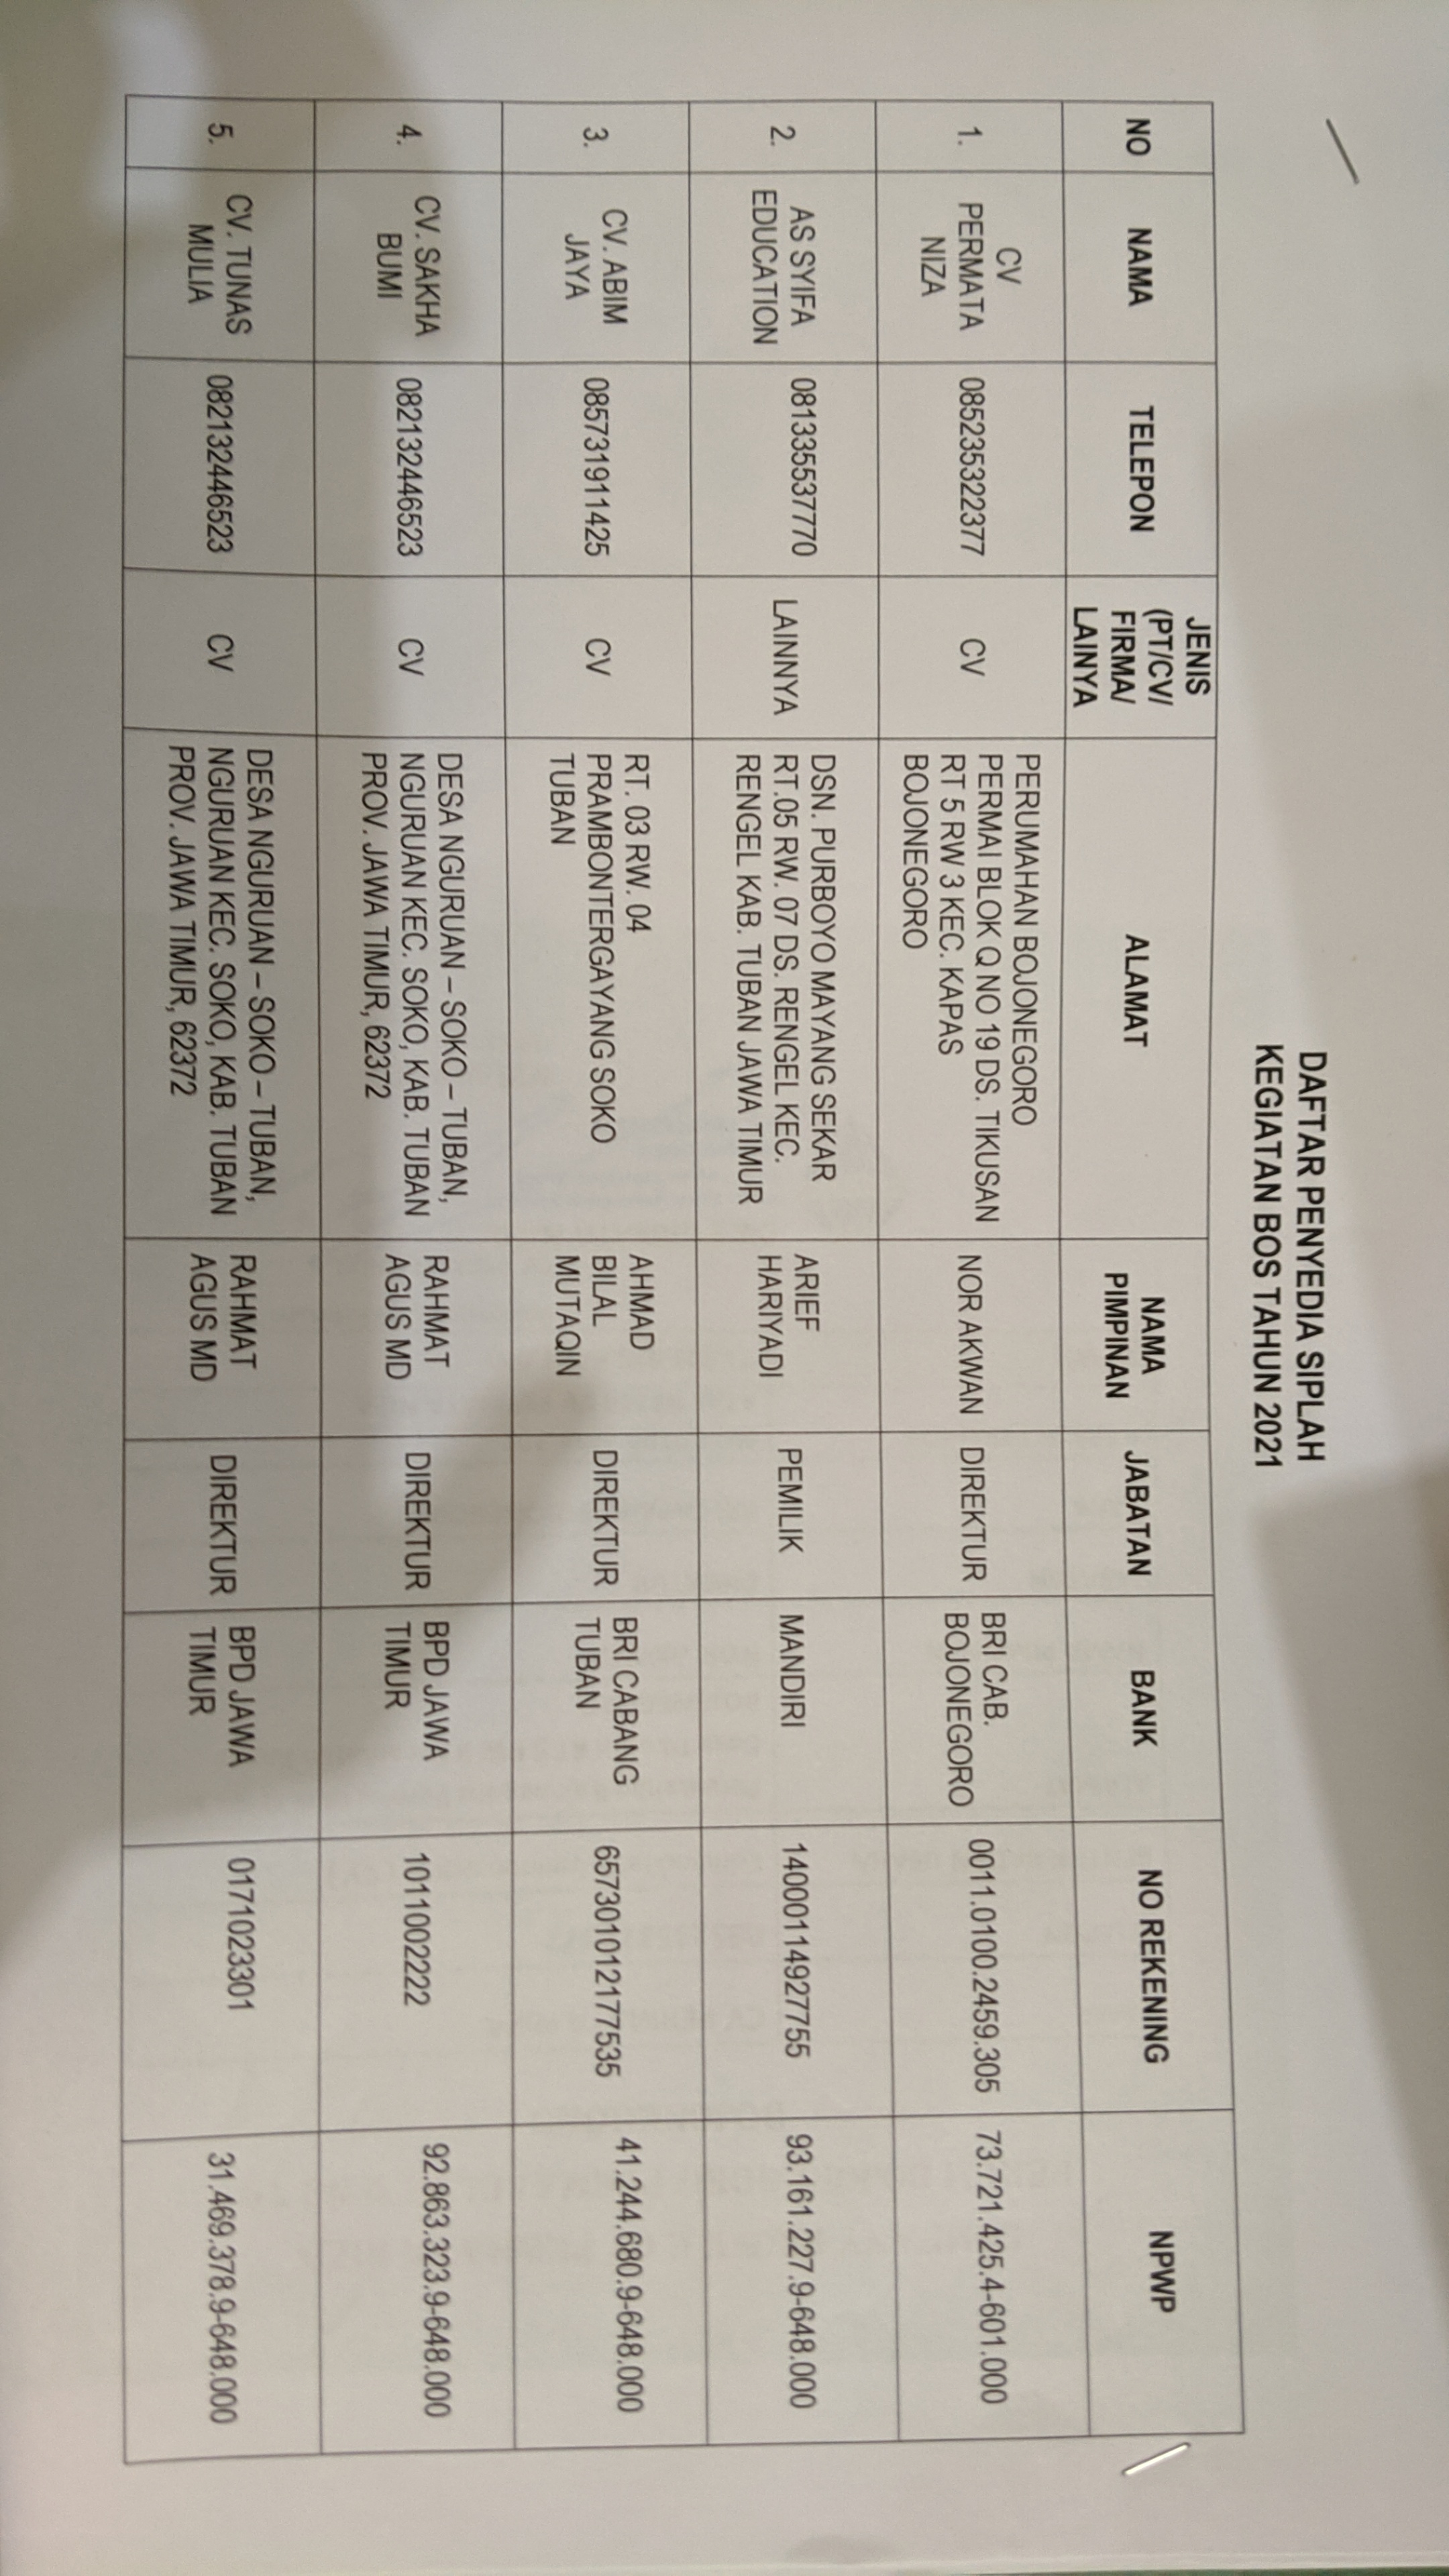 DAFTAR PENYEDIA SIPLAH
KEGIATAN BOS TAHUN 2021
NO
NAMA
TELEPON
JENIS
(PT/CV/
FIRMA/
LAINYA
ALAMAT
NAMA
PIMPINAN
JABATAN
BANK
NO REKENING
NPWP
1.
CV
PERMATA
NIZA
085235322377
CV
PERUMAHAN BOJONEGORO
PERMAI BLOK Q NO 19 DS. TIKUSAN
RT 5 RW 3 KEC. KAPAS
BOJONEGORO
NOR AKWAN
DIREKTUR
BRI CAB.
BOJONEGORO
0011.0100.2459.305
73.721.425.4-601.000
2.
AS SYIFA
EDUCATION
081335537770
LAINNYA
DSN. PURBOYO MAYANG SEKAR
RT.05 RW. 07 DS. RENGEL KEC.
RENGEL KAB. TUBAN JAWA TIMUR
ARIEF
HARIYADI
PEMILIK
MANDIRI
14000114927755
93.161.227.9-648.000
3.
CV. ABIM
JAYA
085731911425
CV
RT. 03 RW. 04
PRAMBONTERGAYANG SOKO
TUBAN
AHMAD
BILAL
MUTAQIN
DIREKTUR
BRI CABANG
TUBAN
657301012177535
41.244.680.9-648.000
4.
CV. SAKHA
BUMI
082132446523
CV
DESA NGURUAN – SOKO – TUBAN,
NGURUAN KEC. SOKO, KAB. TUBAN
PROV. JAWA TIMUR, 62372
RAHMAT
AGUS MD
DIREKTUR
BPD JAWA
TIMUR
1011002222
92.863.323.9-648.000
5.
CV. TUNAS
MULIA
082132446523
CV
DESA NGURUAN – SOKO – TUBAN,
NGURUAN KEC. SOKO, KAB. TUBAN
PROV. JAWA TIMUR, 62372
RAHMAT
AGUS MD
DIREKTUR
BPD JAWA
TIMUR
0171023301
31.469.378.9-648.000